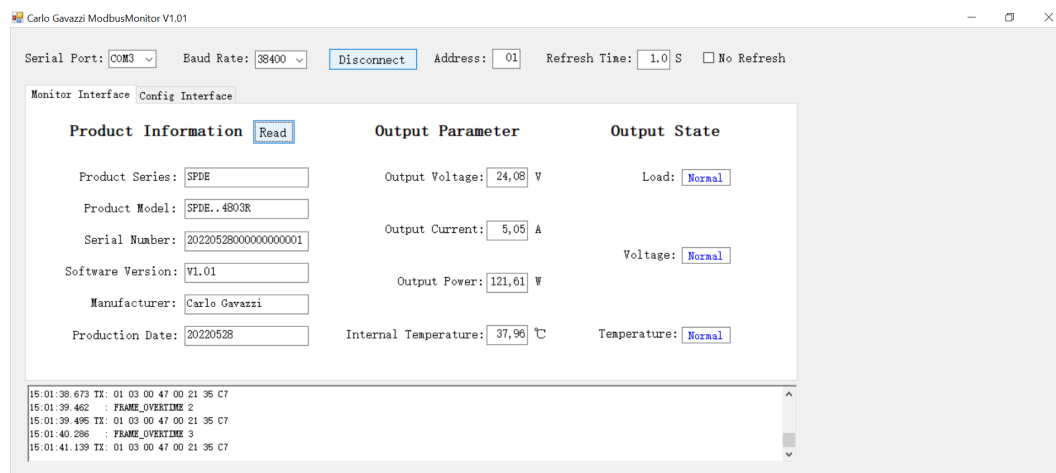 Carlo Gavazzi ModbusMonitor V1.01
Serial Port: COM3 Baud Rate: 38400 Disconnect Address: 01 Refresh Time: 1.0 S No Refresh
Monitor Interface Config Interface
Product Information Read Output Parameter Output State
Product Series: SPDE Output Voltage: 24,08 V Load: Normal
Product Model: SPDE..4803R
Output Current: 5,05 A
Serial Number: 20220528000000000001
Voltage: Normal
Software Version: V1.01
Output Power: 121,61 W
Manufacturer: Carlo Gavazzi
Production Date: 20220528 Internal Temperature: 37,96 ℃ Temperature: Normal
15:01:38.673 TX: 01 03 00 47 00 21 35 C7
15:01:39.462 : FRAME_OVERTIME 2
15:01:39.495 TX: 01 03 00 47 00 21 35 C7
15:01:40.286 : FRAME_OVERTIME 3
15:01:41.139 TX: 01 03 00 47 00 21 35 C7